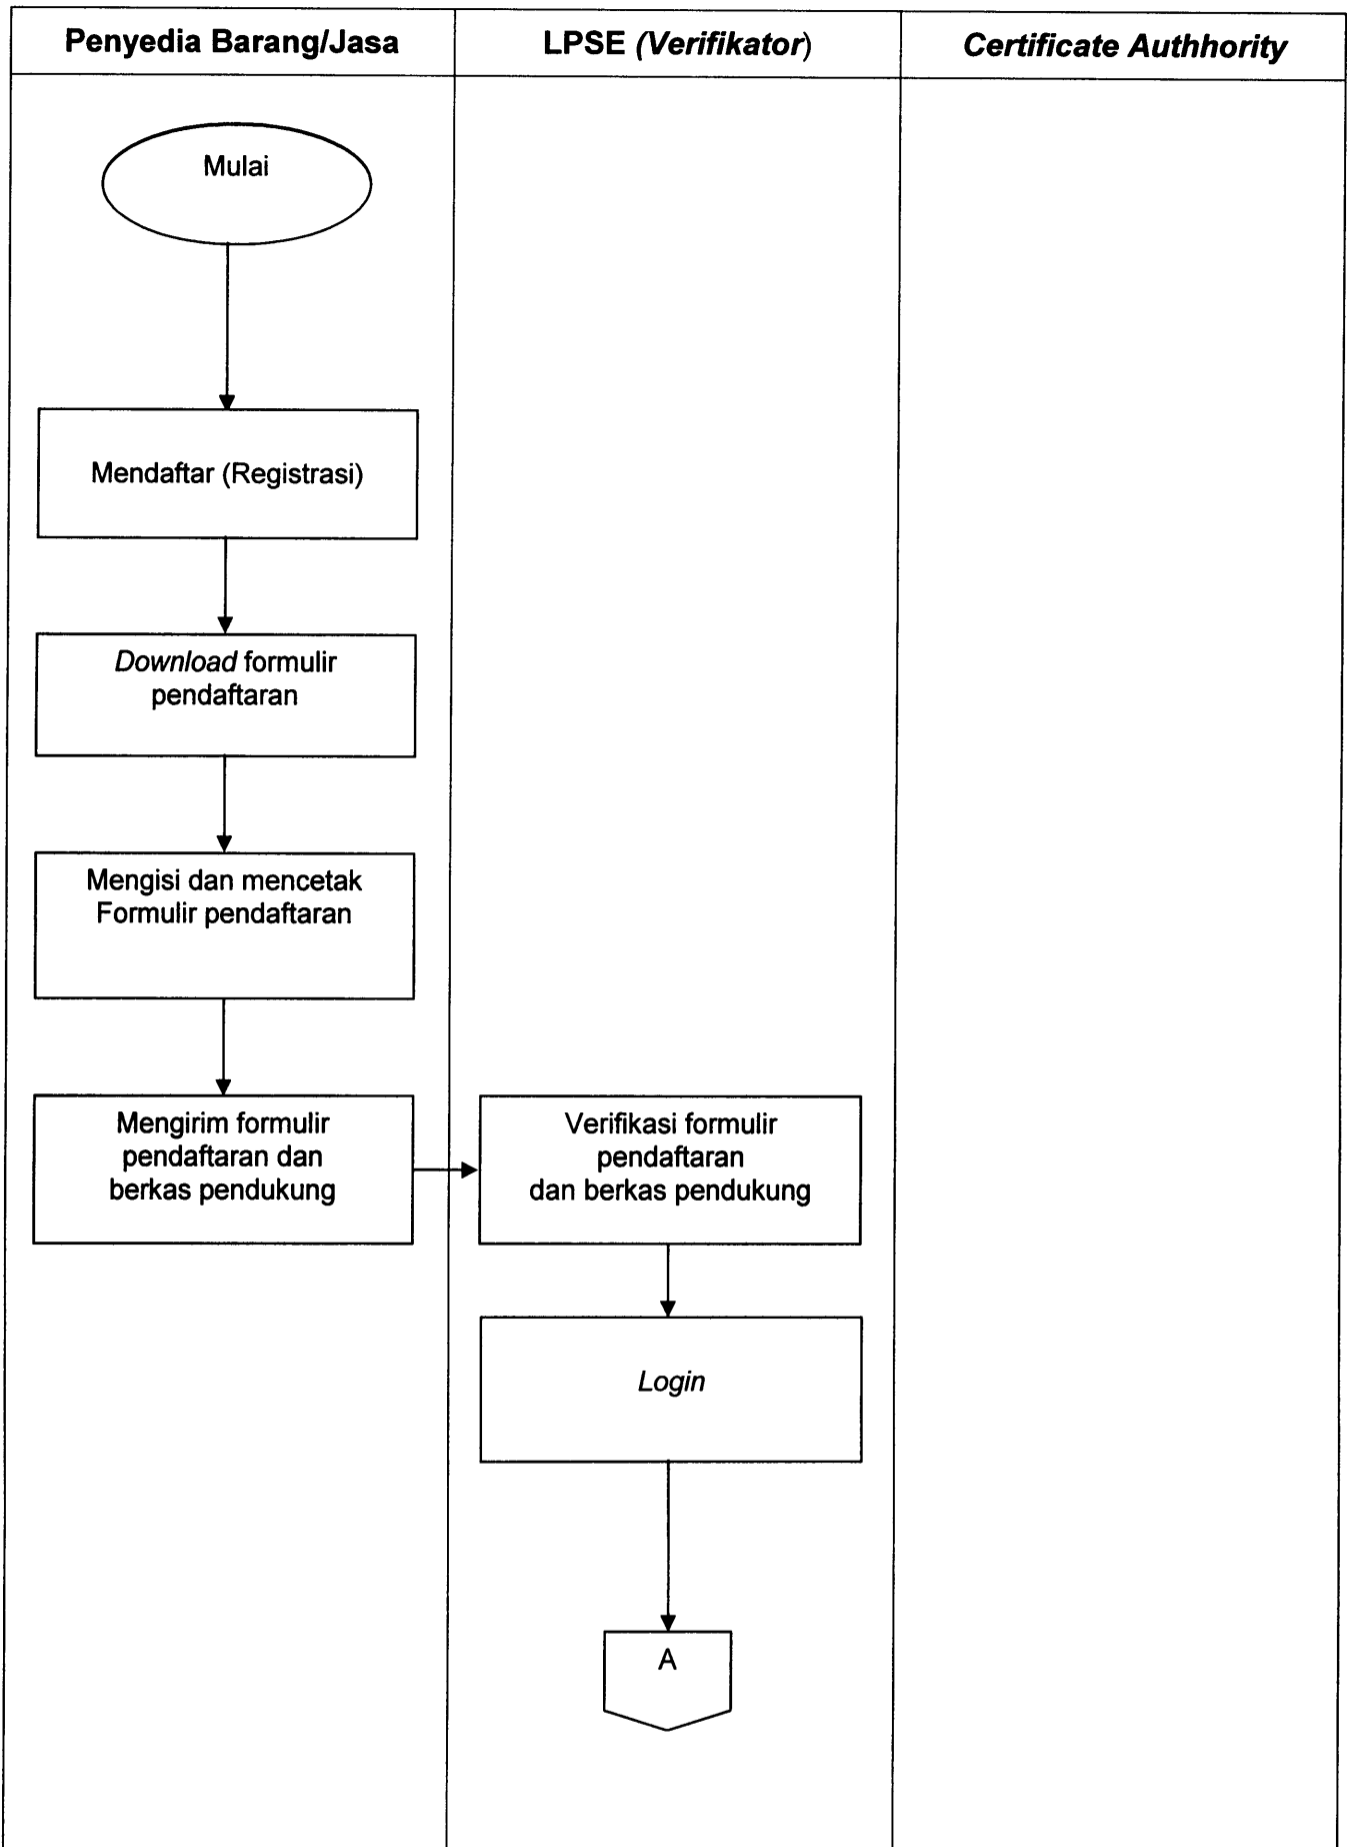 Penyedia Barang/Jasa
LPSE (Verifikator)
Certificate Authhority
Mulai
Mendaftar (Registrasi)
Download formulir
pendaftaran
Mengisi dan mencetak
Formulir pendaftaran
Mengirim formulir
pendaftaran dan
berkas pendukung
Verifikasi formulir
pendaftaran
dan berkas pendukung
Login
A